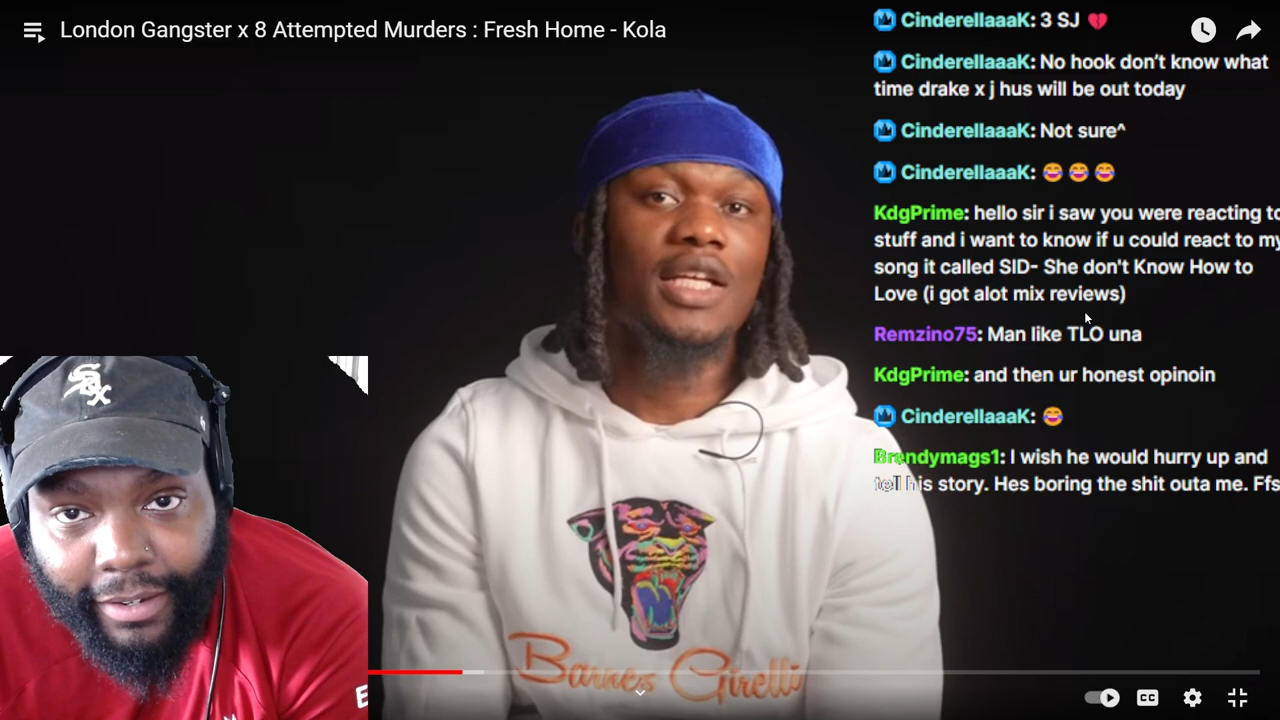 London Gangster x 8 Attempted Murders : Fresh Home - Kola
CinderellaaaK: 3 SJ 💔
CinderellaaaK: No hook don't know what
time drake x j hus will be out today
CinderellaaaK: Not sure^
CinderellaaaK: 😂 😂 😂
KdgPrime: hello sir i saw you were reacting to
stuff and i want to know if u could react to my
song it called SID- She don't Know How to
Love (i got alot mix reviews)
Remzino75: Man like TLO una
KdgPrime: and then ur honest opinoin
CinderellaaaK: 😂
Brendymags1: I wish he would hurry up and
tell his story. Hes boring the shit outa me. Ffs
Sox
Barnes Girelli
CC